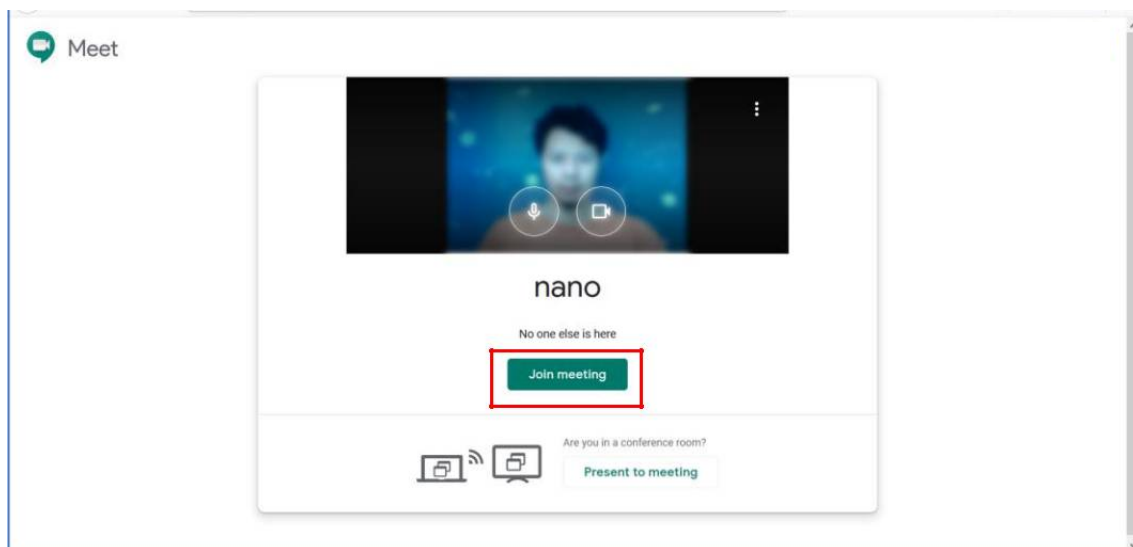 Meet
nano
No one else is here
Join meeting
Are you in a conference room?
Present to meeting